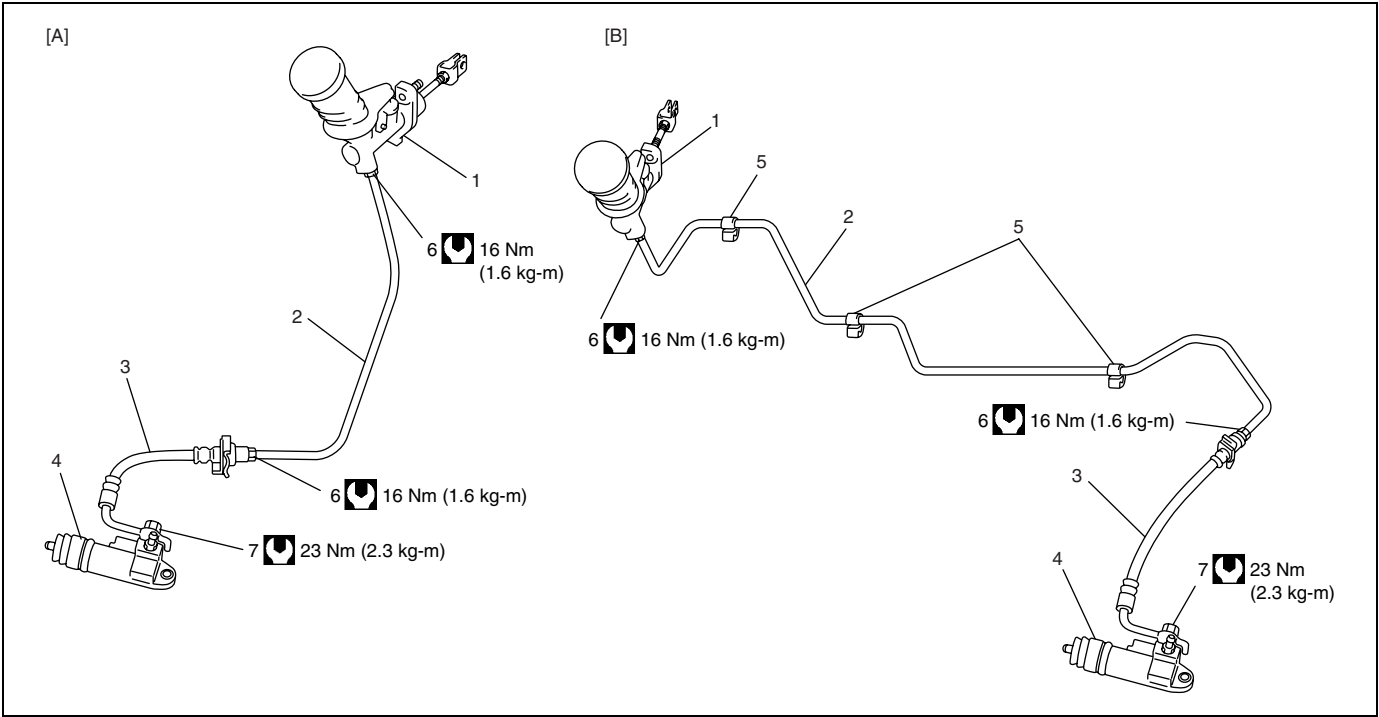 [A]
1
6 16 Nm
(1.6 kg-m)
2
3
4
6 16 Nm (1.6 kg-m)
7 23 Nm (2.3 kg-m)
[B]
1
5
2
5
6 16 Nm (1.6 kg-m)
6 16 Nm (1.6 kg-m)
3
4
7 23 Nm
(2.3 kg-m)